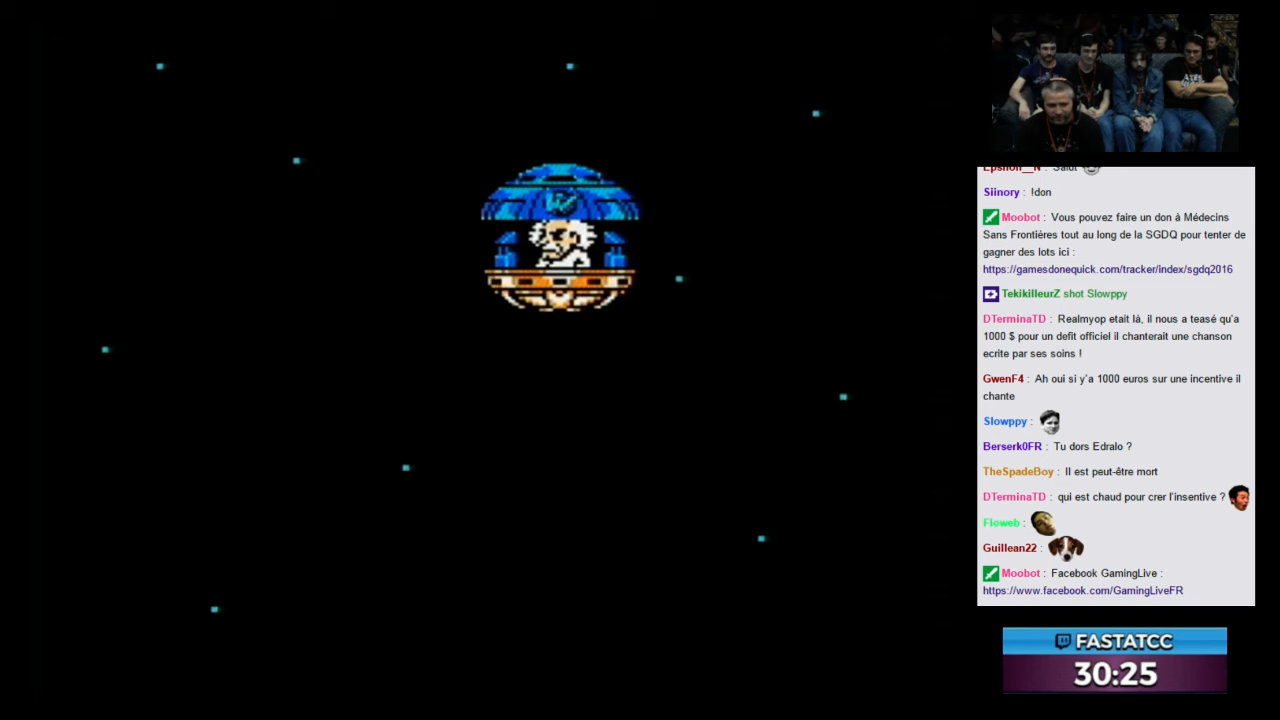 Epsilon__N : Salut
Siinory : !don
Moobot : Vous pouvez faire un don à Médecins
Sans Frontières tout au long de la SGDQ pour tenter de
gagner des lots ici :
https://gamesdonequick.com/tracker/index/sgdq2016
TekikilleurZ shot Slowppy
DTerminaTD : Realmyop etait là, il nous a teasé qu'a
1000 $ pour un defit officiel il chanterait une chanson
ecrite par ses soins !
GwenF4 : Ah oui si y'a 1000 euros sur une incentive il
chante
Slowppy :
Berserk0FR : Tu dors Edralo ?
TheSpadeBoy : Il est peut-être mort
DTerminaTD : qui est chaud pour crer l'insentive ?
Floweb :
Guillean22 :
Moobot : Facebook GamingLive :
https://www.facebook.com/GamingLiveFR
FASTATCC
30:25